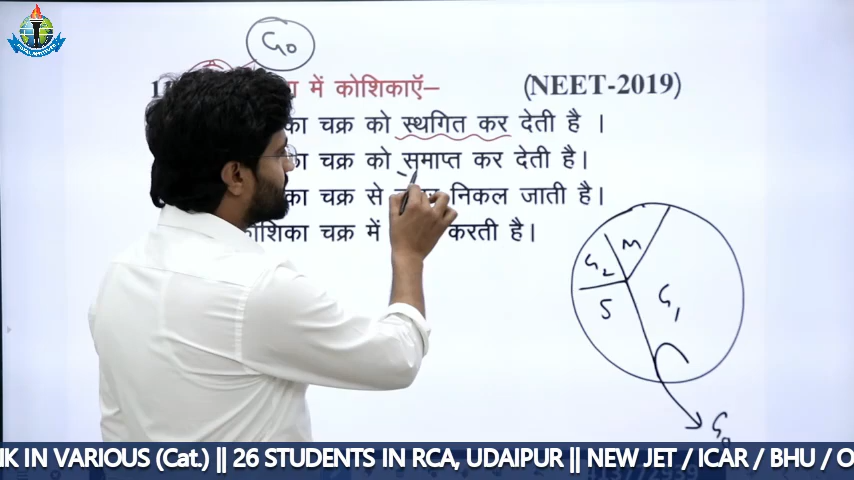 G₀
में कोशिकाएँ– (NEET-2019)
का चक्र को स्थगित कर देती है ।
का चक्र को समाप्त कर देती है।
का चक्र से निकल जाती है।
कोशिका चक्र में करती है।
M
G₂
S
G₁
G₀
NK IN VARIOUS (Cat.) || 26 STUDENTS IN RCA, UDAIPUR || NEW JET / ICAR / BHU / O